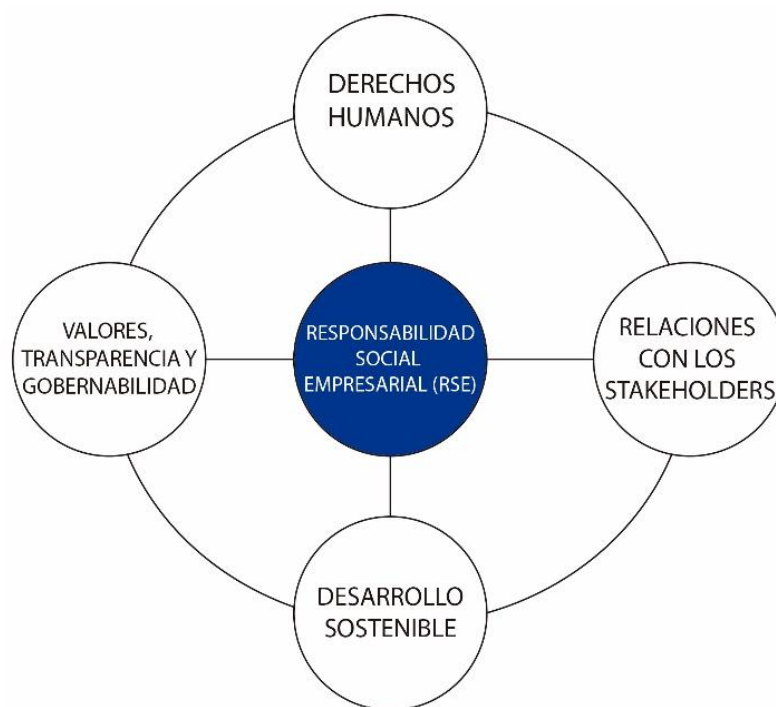 DERECHOS
HUMANOS
VALORES,
TRANSPARENCIA Y
GOBERNABILIDAD
RESPONSABILIDAD
SOCIAL
EMPRESARIAL (RSE)
RELACIONES
CON LOS
STAKEHOLDERS
DESARROLLO
SOSTENIBLE